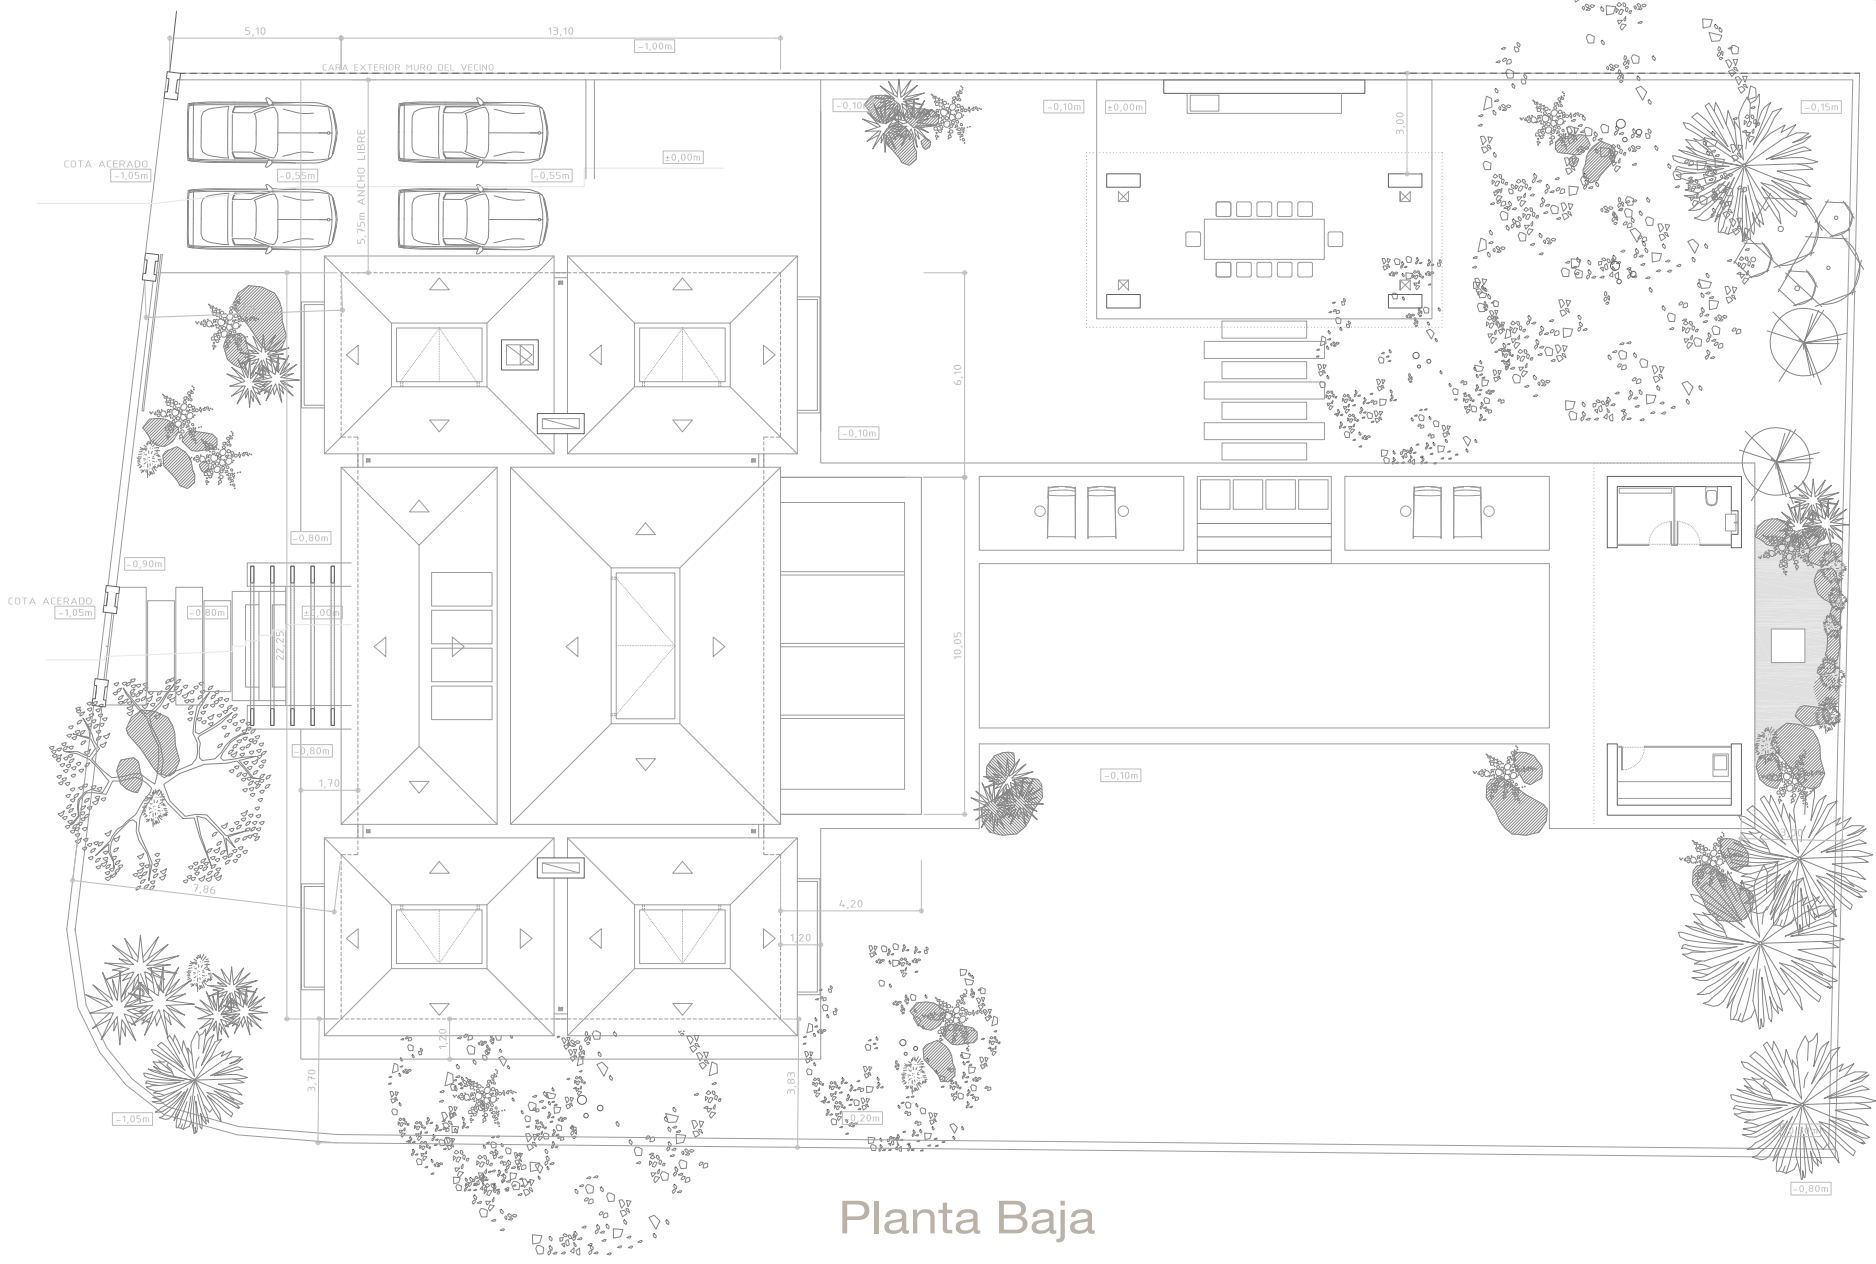 5,10
13,10
-1,00m
CARA EXTERIOR MURO DEL VECINO
-0,10m
±0,00m
-0,15m
3,00
COTA ACERADO
-1,05m
-0,55m
5,75m ANCHO LIBRE
±0,00m
-0,55m
6,10
-0,10m
-0,80m
-0,90m
COTA ACERADO
-1,05m
-0,80m
±0,00m
22,25
10,05
-0,80m
1,70
-0,10m
7,86
4,20
1,20
1,20
3,70
3,83
-1,05m
-0,20m
-0,80m
Planta Baja